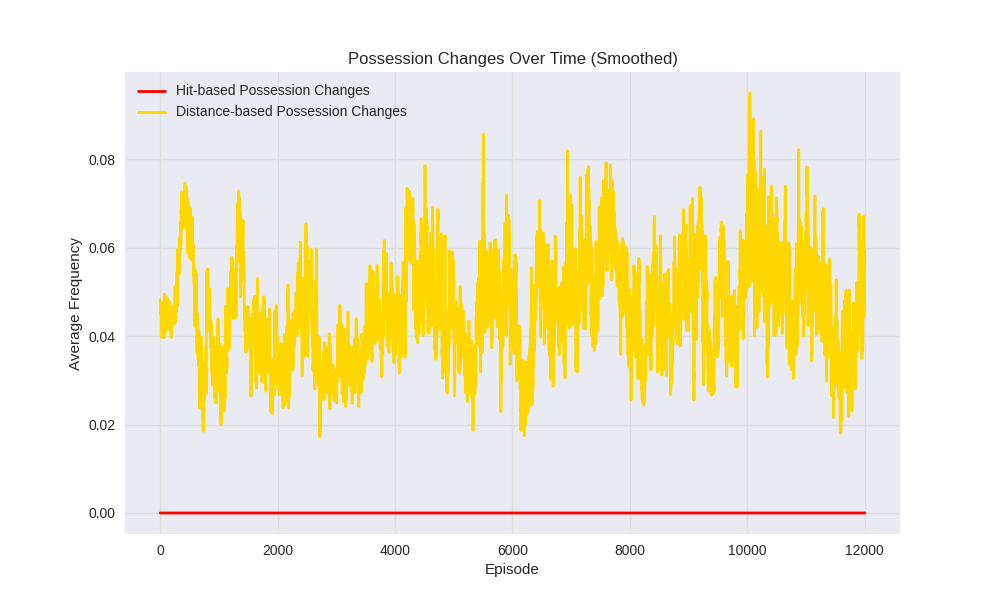 Possession Changes Over Time (Smoothed)
Hit-based Possession Changes
Distance-based Possession Changes
Average Frequency
0.08
0.06
0.04
0.02
0.00
0 2000 4000 6000 8000 10000 12000
Episode